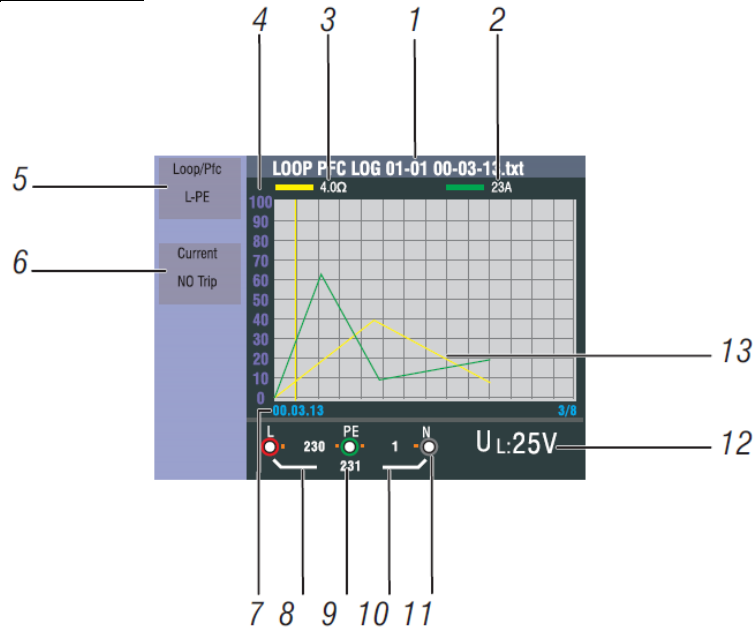 4 3 1 2
5
6
Loop/Pfc
L-PE
Current
NO Trip
LOOP PFC LOG 01-01 00-03-13.txt
4.0Ω 23A
100
90
80
70
60
50
40
30
20
10
0
13
00.03.13 3/8
L PE N
230 1
231
UL:25V
12
7 8 9 10 11